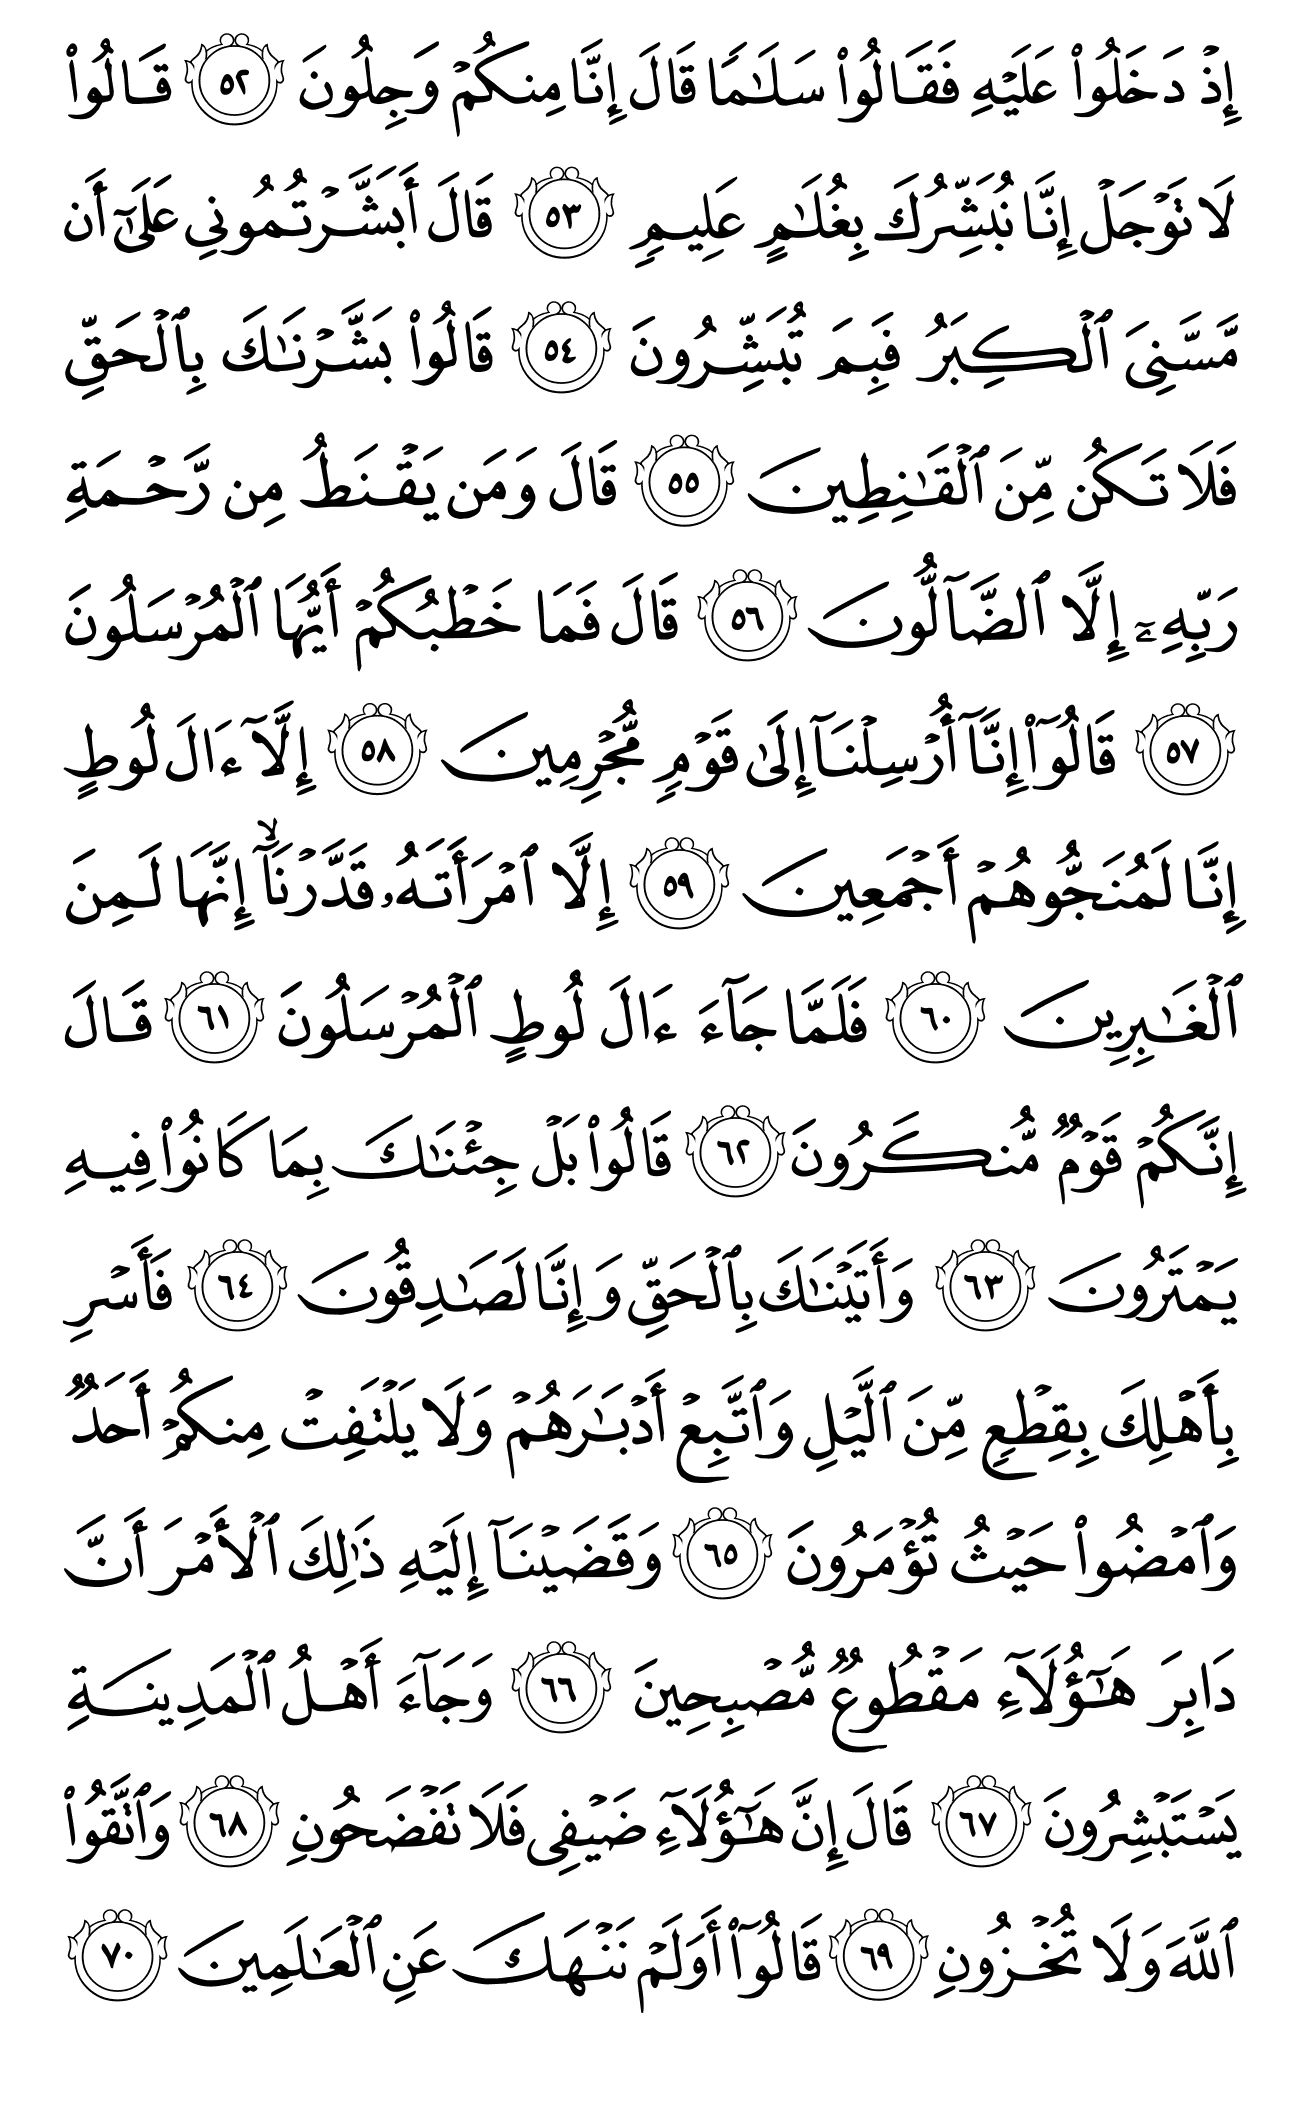 إِذۡ دَخَلُواْ عَلَيۡهِ فَقَالُواْ سَلَٰمٗا قَالَ إِنَّا مِنكُمۡ وَجِلُونَ ٥٢ قَالُواْ
لَا تَوۡجَلۡ إِنَّا نُبَشِّرُكَ بِغُلَٰمٍ عَلِيمٖ ٥٣ قَالَ أَبَشَّرۡتُمُونِي عَلَىٰٓ أَن
مَّسَّنِيَ ٱلۡكِبَرُ فَبِمَ تُبَشِّرُونَ ٥٤ قَالُواْ بَشَّرۡنَٰكَ بِٱلۡحَقِّ
فَلَا تَكُن مِّنَ ٱلۡقَٰنِطِينَ ٥٥ قَالَ وَمَن يَقۡنَطُ مِن رَّحۡمَةِ
رَبِّهِۦٓ إِلَّا ٱلضَّآلُّونَ ٥٦ قَالَ فَمَا خَطۡبُكُمۡ أَيُّهَا ٱلۡمُرۡسَلُونَ
٥٧ قَالُوٓاْ إِنَّآ أُرۡسِلۡنَآ إِلَىٰ قَوۡمٖ مُّجۡرِمِينَ ٥٨ إِلَّآ ءَالَ لُوطٍ
إِنَّا لَمُنَجُّوهُمۡ أَجۡمَعِينَ ٥٩ إِلَّا ٱمۡرَأَتَهُۥ قَدَّرۡنَآۙ إِنَّهَا لَمِنَ
ٱلۡغَٰبِرِينَ ٦٠ فَلَمَّا جَآءَ ءَالَ لُوطٍ ٱلۡمُرۡسَلُونَ ٦١ قَالَ
إِنَّكُمۡ قَوۡمٞ مُّنكَرُونَ ٦٢ قَالُواْ بَلۡ جِئۡنَٰكَ بِمَا كَانُواْ فِيهِ
يَمۡتَرُونَ ٦٣ وَأَتَيۡنَٰكَ بِٱلۡحَقِّ وَإِنَّا لَصَٰدِقُونَ ٦٤ فَأَسۡرِ
بِأَهۡلِكَ بِقِطۡعٖ مِّنَ ٱلَّيۡلِ وَٱتَّبِعۡ أَدۡبَٰرَهُمۡ وَلَا يَلۡتَفِتۡ مِنكُمۡ أَحَدٞ
وَٱمۡضُواْ حَيۡثُ تُؤۡمَرُونَ ٦٥ وَقَضَيۡنَآ إِلَيۡهِ ذَٰلِكَ ٱلۡأَمۡرَ أَنَّ
دَابِرَ هَٰٓؤُلَآءِ مَقۡطُوعٞ مُّصۡبِحِينَ ٦٦ وَجَآءَ أَهۡلُ ٱلۡمَدِينَةِ
يَسۡتَبۡشِرُونَ ٦٧ قَالَ إِنَّ هَٰٓؤُلَآءِ ضَيۡفِي فَلَا تَفۡضَحُونِ ٦٨ وَٱتَّقُواْ
ٱللَّهَ وَلَا تُخۡزُونِ ٦٩ قَالُوٓاْ أَوَلَمۡ نَنۡهَكَ عَنِ ٱلۡعَٰلَمِينَ ٧٠